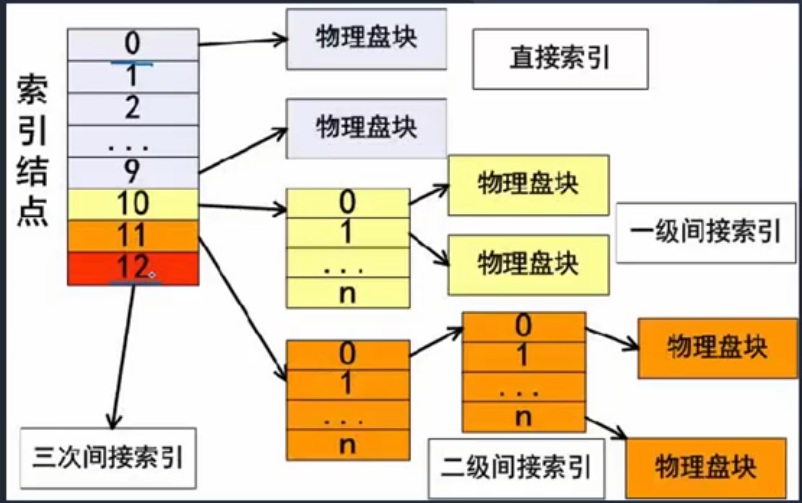 索引结点
0
1
2
...
9
10
11
12
物理盘块
物理盘块
直接索引
0
1
...
n
物理盘块
物理盘块
一级间接索引
0
1
...
n
0
1
...
n
物理盘块
物理盘块
二级间接索引
三次间接索引